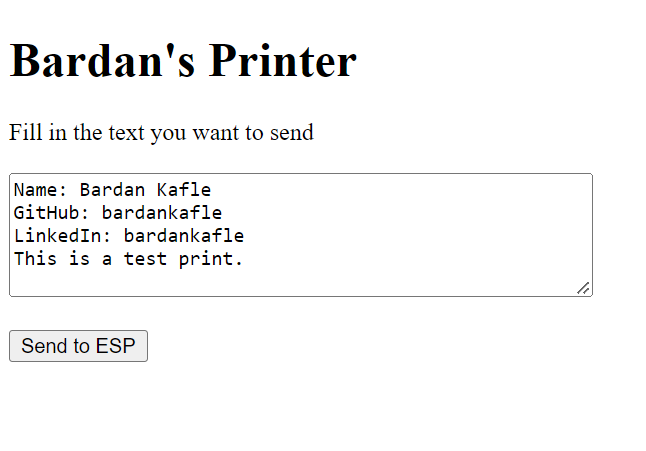 Bardan's Printer
Fill in the text you want to send
Name: Bardan Kafle
GitHub: bardankafle
LinkedIn: bardankafle
This is a test print.
Send to ESP